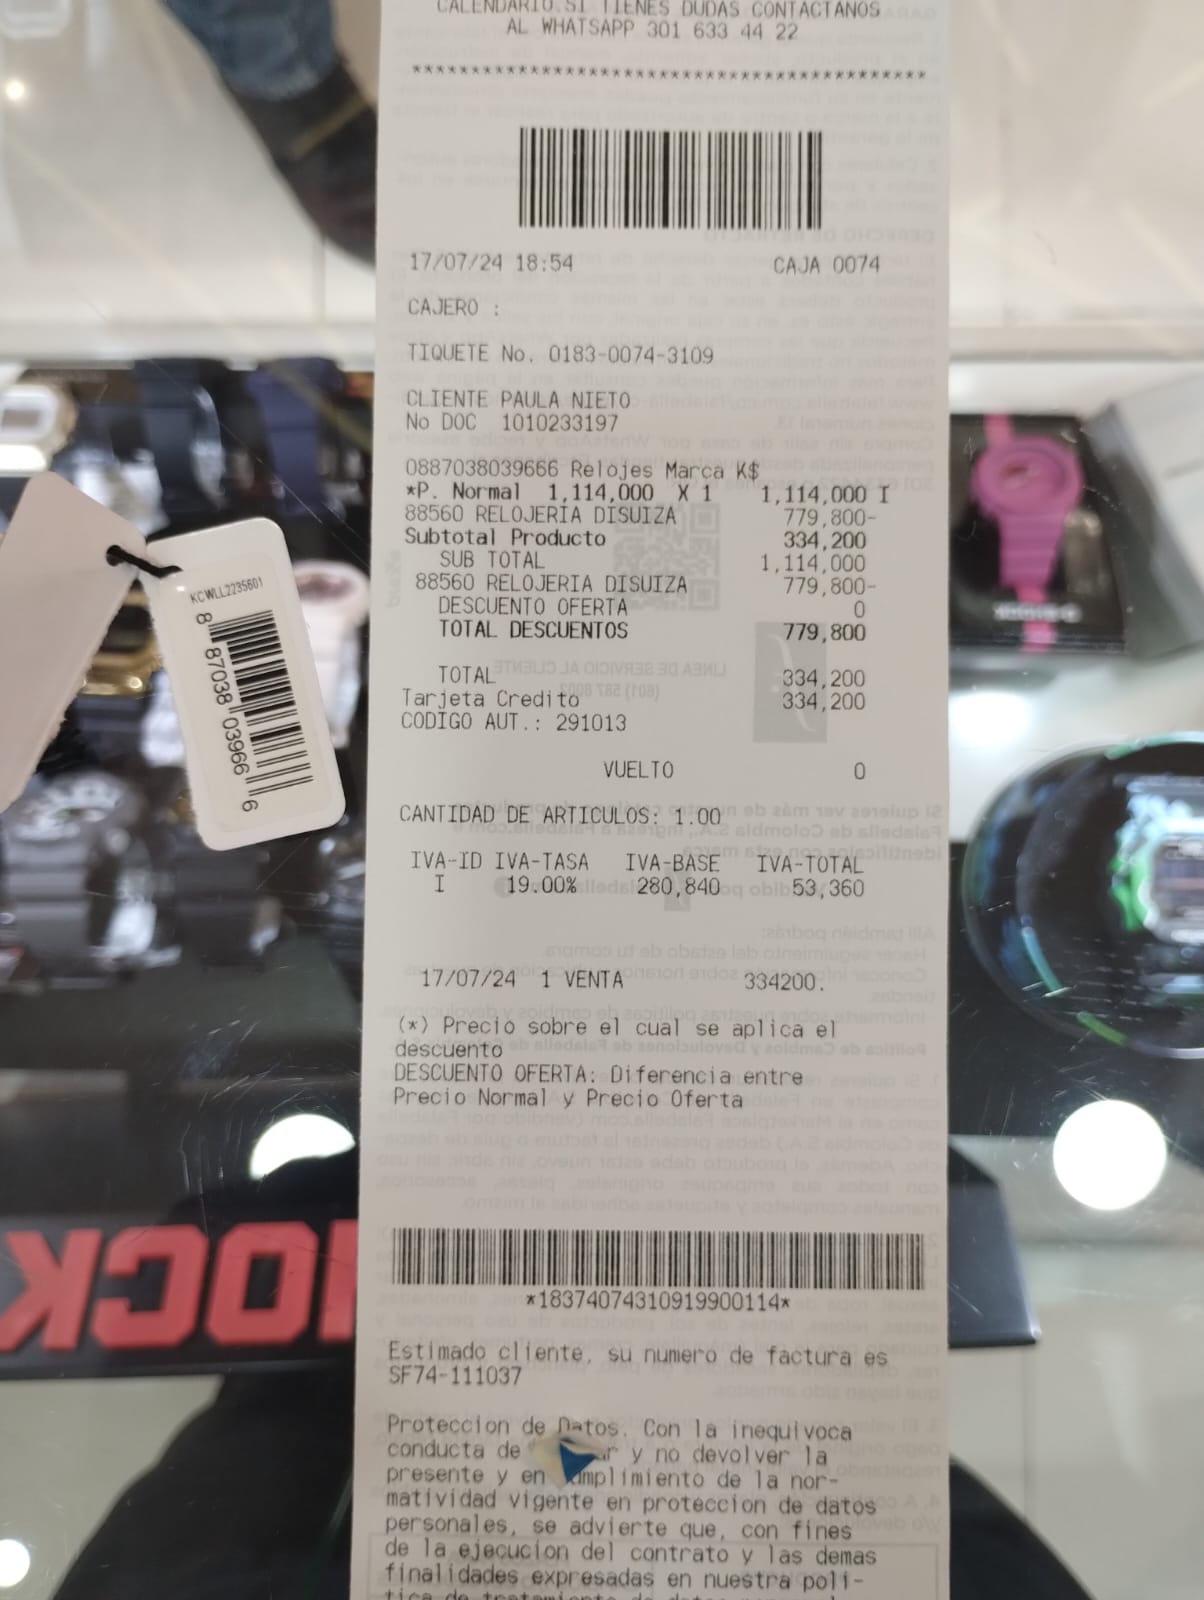 CALENDARIO.SI TIENES DUDAS CONTACTANOS
AL WHATSAPP 301 633 44 22
********************************************
17/07/24 18:54 CAJA 0074
CAJERO :
TIQUETE No. 0183-0074-3109
CLIENTE PAULA NIETO
No DOC 1010233197
0887038039666 Relojes Marca K$
*P. Normal 1,114,000 X 1 1,114,000 I
88560 RELOJERIA DISUIZA 779,800-
Subtotal Producto 334,200
SUB TOTAL 1,114,000
88560 RELOJERIA DISUIZA 779,800-
DESCUENTO OFERTA 0
TOTAL DESCUENTOS 779,800
TOTAL 334,200
Tarjeta Credito 334,200
CODIGO AUT.: 291013
VUELTO 0
CANTIDAD DE ARTICULOS: 1.00
IVA-ID IVA-TASA IVA-BASE IVA-TOTAL
I 19.00% 280,840 53,360
17/07/24 1 VENTA 334200.
(*) Precio sobre el cual se aplica el
descuento
DESCUENTO OFERTA: Diferencia entre
Precio Normal y Precio Oferta
*18374074310919900114*
Estimado cliente, su numero de factura es
SF74-111037
Proteccion de Datos. Con la inequivoca
conducta de y no devolver la
presente y en mplimiento de la nor-
matividad vigente en proteccion de datos
personales, se advierte que, con fines
de la ejecucion del contrato y las demas
finalidades expresadas en nuestra poli-
KCWLL2235601
8 87038 03966 6
HOCK